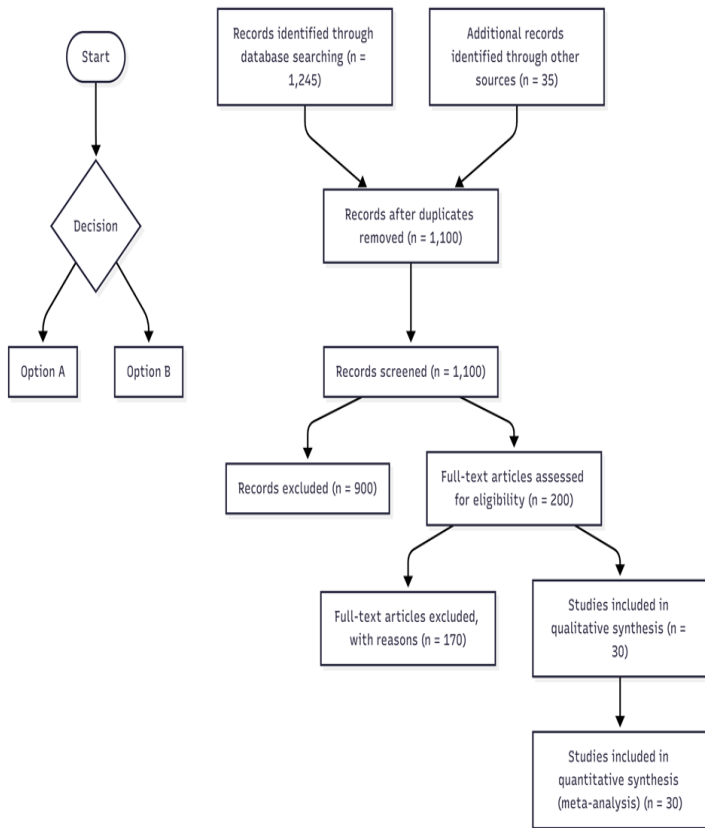 Start
Decision
Option A
Option B
Records identified through
database searching (n =
1,245)
Additional records
identified through other
sources (n = 35)
Records after duplicates
removed (n = 1,100)
Records screened (n = 1,100)
Records excluded (n = 900)
Full-text articles assessed
for eligibility (n = 200)
Full-text articles excluded,
with reasons (n = 170)
Studies included in
qualitative synthesis (n =
30)
Studies included in
quantitative synthesis
(meta-analysis) (n = 30)